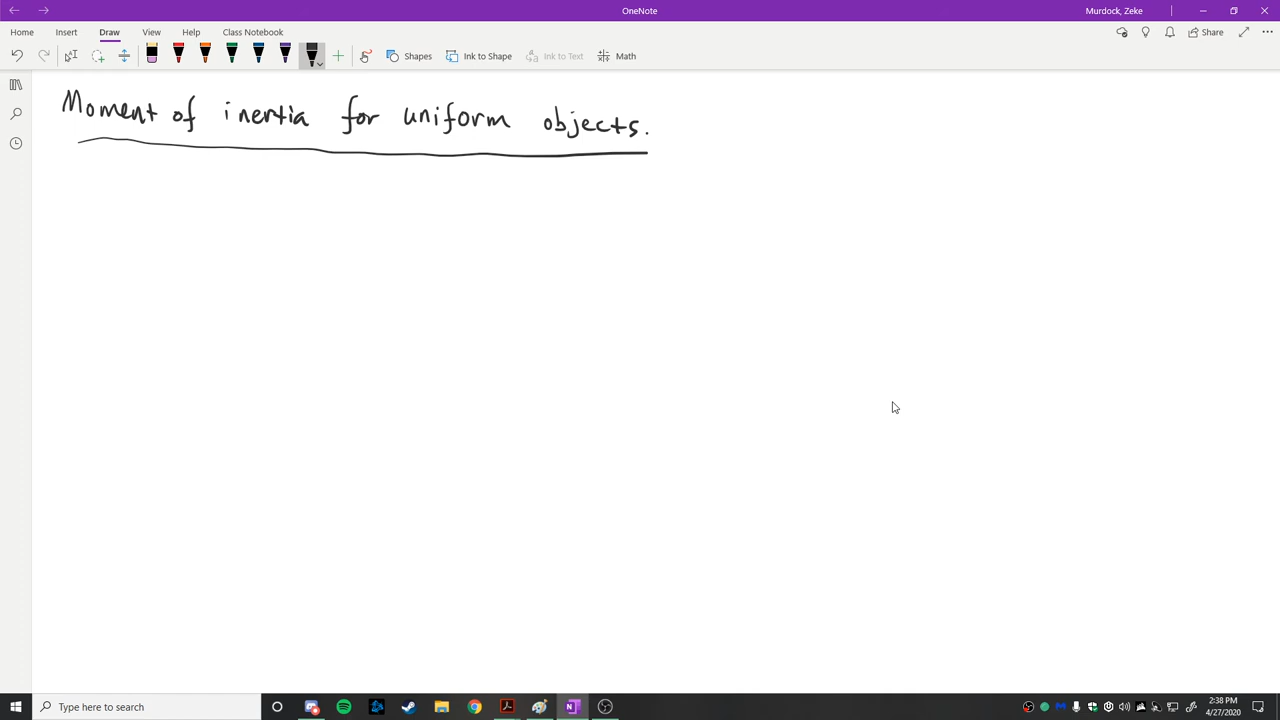 OneNote
Murdock, Zeke
Home Insert Draw View Help Class Notebook
Share
Shapes Ink to Shape Ink to Text Math
Moment of inertia for uniform objects.
Type here to search
2:38 PM
4/27/2020